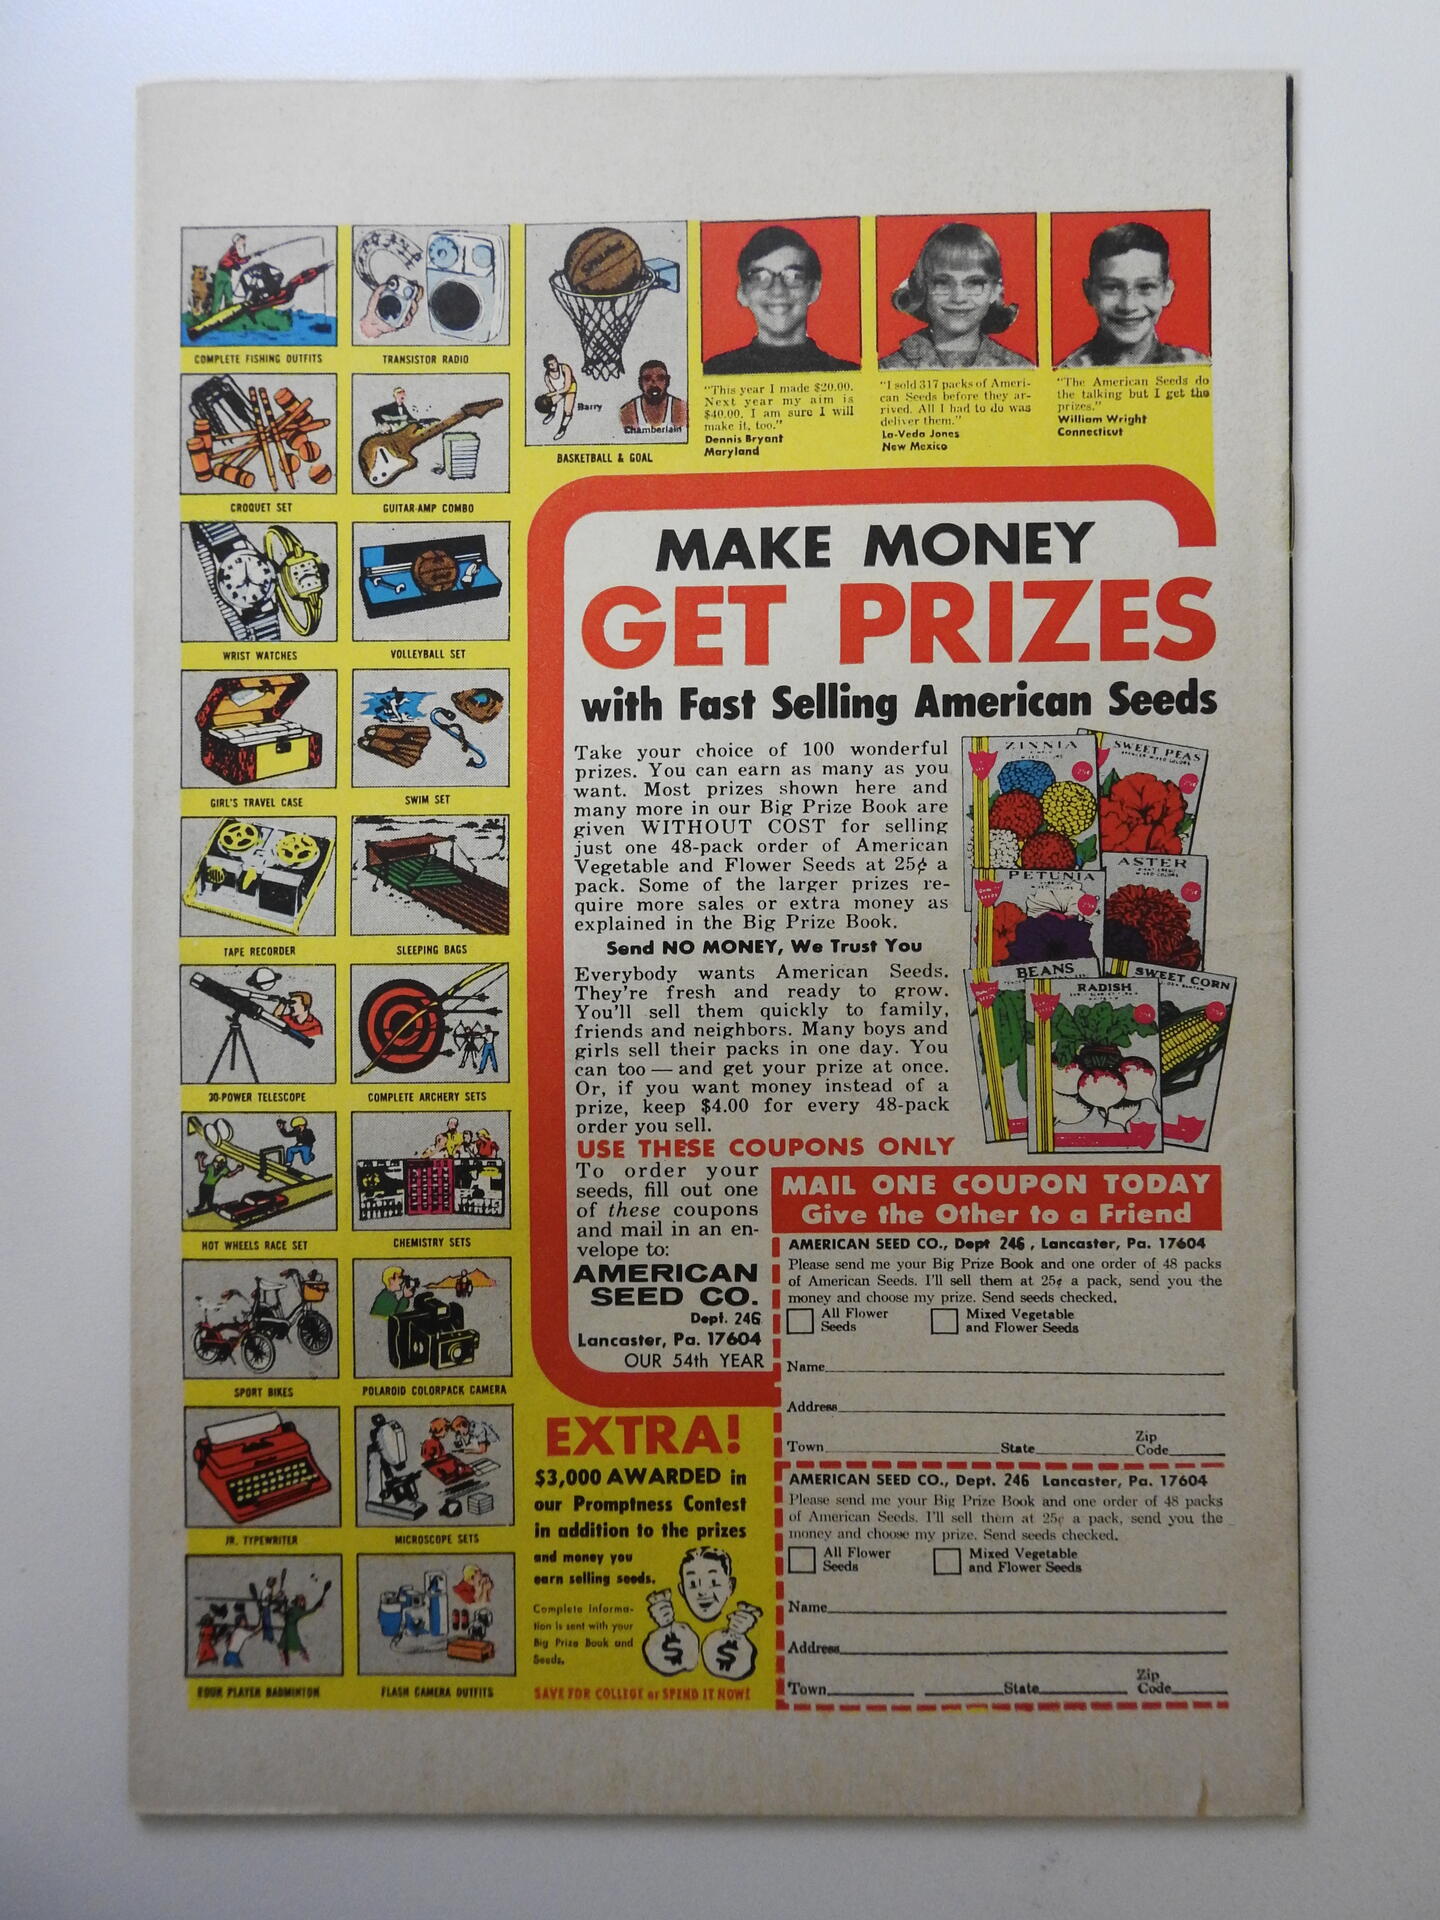 COMPLETE FISHING OUTFITS
TRANSISTOR RADIO
CROQUET SET
GUITAR-AMP COMBO
WRIST WATCHES
VOLLEYBALL SET
GIRL'S TRAVEL CASE
SWIM SET
TAPE RECORDER
SLEEPING BAGS
30-POWER TELESCOPE
COMPLETE ARCHERY SETS
HOT WHEELS RACE SET
CHEMISTRY SETS
SPORT BIKES
POLAROID COLORPACK CAMERA
JR. TYPEWRITER
MICROSCOPE SETS
FOUR PLAYER BADMINTON
FLASH CAMERA OUTFITS
Barry
Chamberlain
BASKETBALL & GOAL
"This year I made $20.00.
Next year my aim is
$40.00. I am sure I will
make it, too."
Dennis Bryant
Maryland
"I sold 317 packs of Ameri-
can Seeds before they ar-
rived. All I had to do was
deliver them."
La-Veda Jones
New Mexico
"The American Seeds do
the talking but I get the
prizes."
William Wright
Connecticut
MAKE MONEY
GET PRIZES
with Fast Selling American Seeds
Take your choice of 100 wonderful
prizes. You can earn as many as you
want. Most prizes shown here and
many more in our Big Prize Book are
given WITHOUT COST for selling
just one 48-pack order of American
Vegetable and Flower Seeds at 25¢ a
pack. Some of the larger prizes re-
quire more sales or extra money as
explained in the Big Prize Book.
Send NO MONEY, We Trust You
Everybody wants American Seeds.
They're fresh and ready to grow.
You'll sell them quickly to family,
friends and neighbors. Many boys and
girls sell their packs in one day. You
can too — and get your prize at once.
Or, if you want money instead of a
prize, keep $4.00 for every 48-pack
order you sell.
ZINNIA
SWEET PEAS
PETUNIA
ASTER
BEANS
RADISH
SWEET CORN
USE THESE COUPONS ONLY
To order your
seeds, fill out one
of these coupons
and mail in an en-
velope to:
AMERICAN
SEED CO.
Dept. 246
Lancaster, Pa. 17604
OUR 54th YEAR
MAIL ONE COUPON TODAY
Give the Other to a Friend
AMERICAN SEED CO., Dept 246, Lancaster, Pa. 17604
Please send me your Big Prize Book and one order of 48 packs
of American Seeds. I'll sell them at 25¢ a pack, send you the
money and choose my prize. Send seeds checked.
All Flower
Seeds
Mixed Vegetable
and Flower Seeds
Name
Address
Town State Zip
Code
AMERICAN SEED CO., Dept. 246 Lancaster, Pa. 17604
Please send me your Big Prize Book and one order of 48 packs
of American Seeds. I'll sell them at 25¢ a pack, send you the
money and choose my prize. Send seeds checked.
All Flower
Seeds
Mixed Vegetable
and Flower Seeds
Name
Address
Town State Zip
Code
EXTRA!
$3,000 AWARDED in
our Promptness Contest
in addition to the prizes
and money you
earn selling seeds.
Complete informa-
tion is sent with your
Big Prize Book and
Seeds.
$ $
SAVE FOR COLLEGE or SPEND IT NOW!